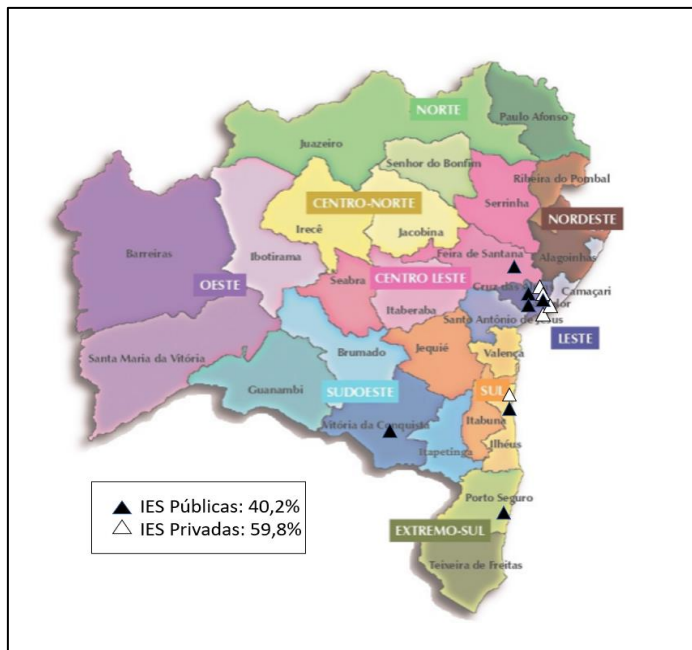 NORTE
Paulo Afonso
Juazeiro
Senhor do Bonfim
Ribeira do Pombal
CENTRO-NORTE
Serrinha
NORDESTE
Irecê
Jacobina
Barreiras
Ibotirama
Feira de Santana
Alagoinhas
OESTE
Seabra
CENTRO LESTE
Cruz das
Camaçari
Itaberaba
Santo Antônio de Jesus
LESTE
Santa Maria da Vitória
Brumado
Jequié
Valença
Guanambi
SUDOESTE
SUL
Vitória da Conquista
Itabuna
Itapetinga
Ilhéus
IES Públicas: 40,2%
IES Privadas: 59,8%
Porto Seguro
EXTREMO-SUL
Teixeira de Freitas